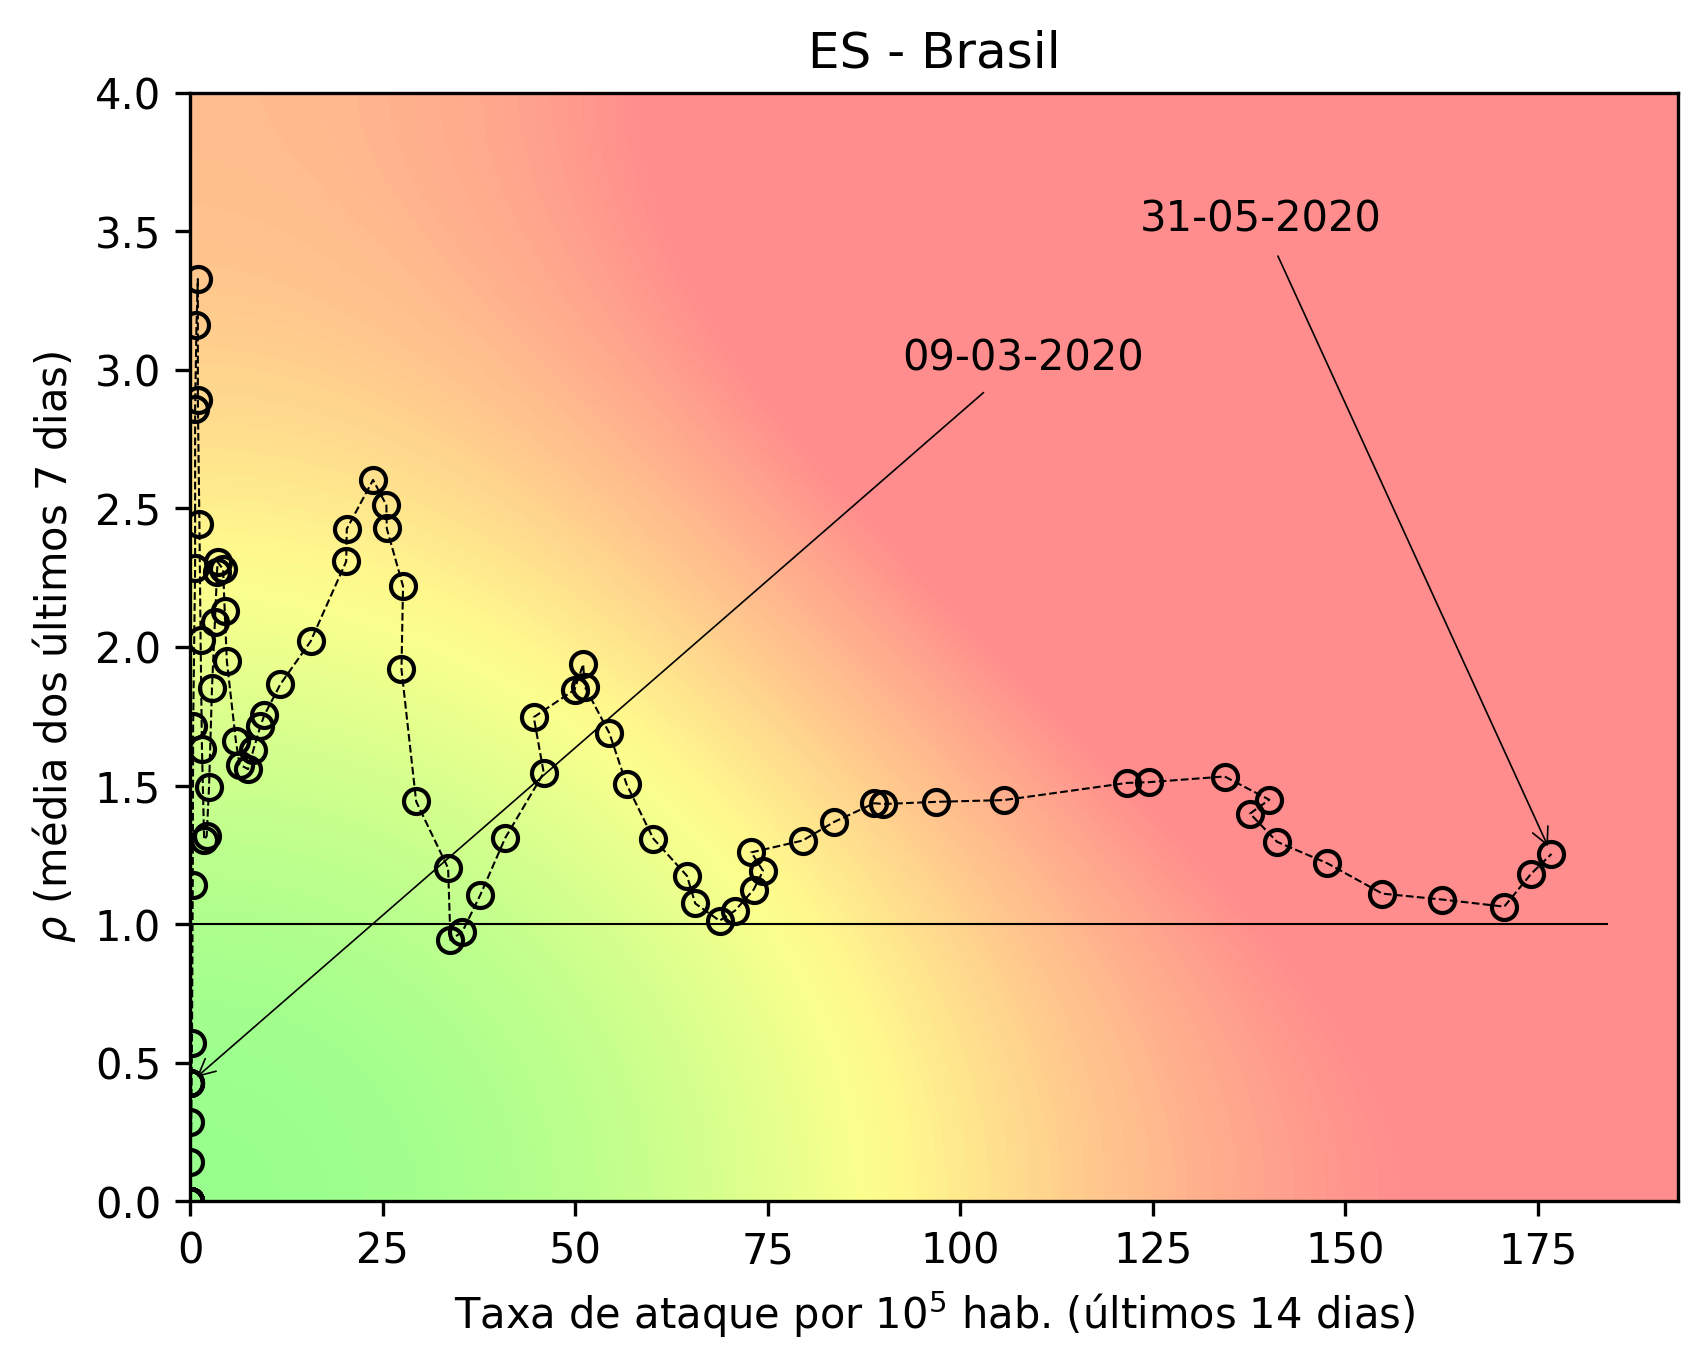 ES - Brasil
4.0
3.5
3.0
2.5
2.0
1.5
1.0
0.5
0.0
ρ (média dos últimos 7 dias)
31-05-2020
09-03-2020
0 25 50 75 100 125 150 175
Taxa de ataque por 10⁵ hab. (últimos 14 dias)